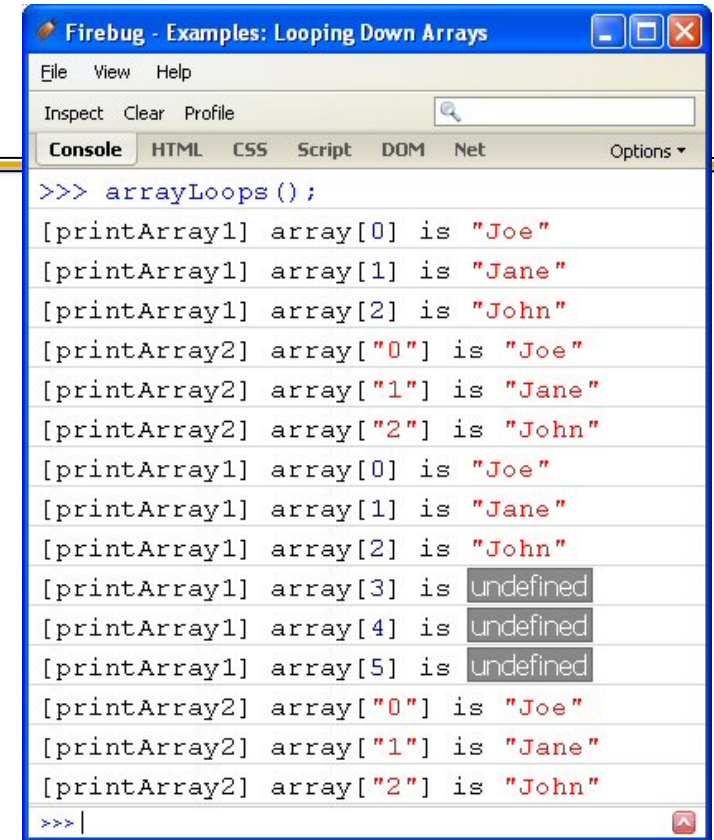 Firebug - Examples: Looping Down Arrays
File View Help
Inspect Clear Profile
Console HTML CSS Script DOM Net Options
>>> arrayLoops();
[printArray1] array[0] is "Joe"
[printArray1] array[1] is "Jane"
[printArray1] array[2] is "John"
[printArray2] array["0"] is "Joe"
[printArray2] array["1"] is "Jane"
[printArray2] array["2"] is "John"
[printArray1] array[0] is "Joe"
[printArray1] array[1] is "Jane"
[printArray1] array[2] is "John"
[printArray1] array[3] is undefined
[printArray1] array[4] is undefined
[printArray1] array[5] is undefined
[printArray2] array["0"] is "Joe"
[printArray2] array["1"] is "Jane"
[printArray2] array["2"] is "John"
>>>